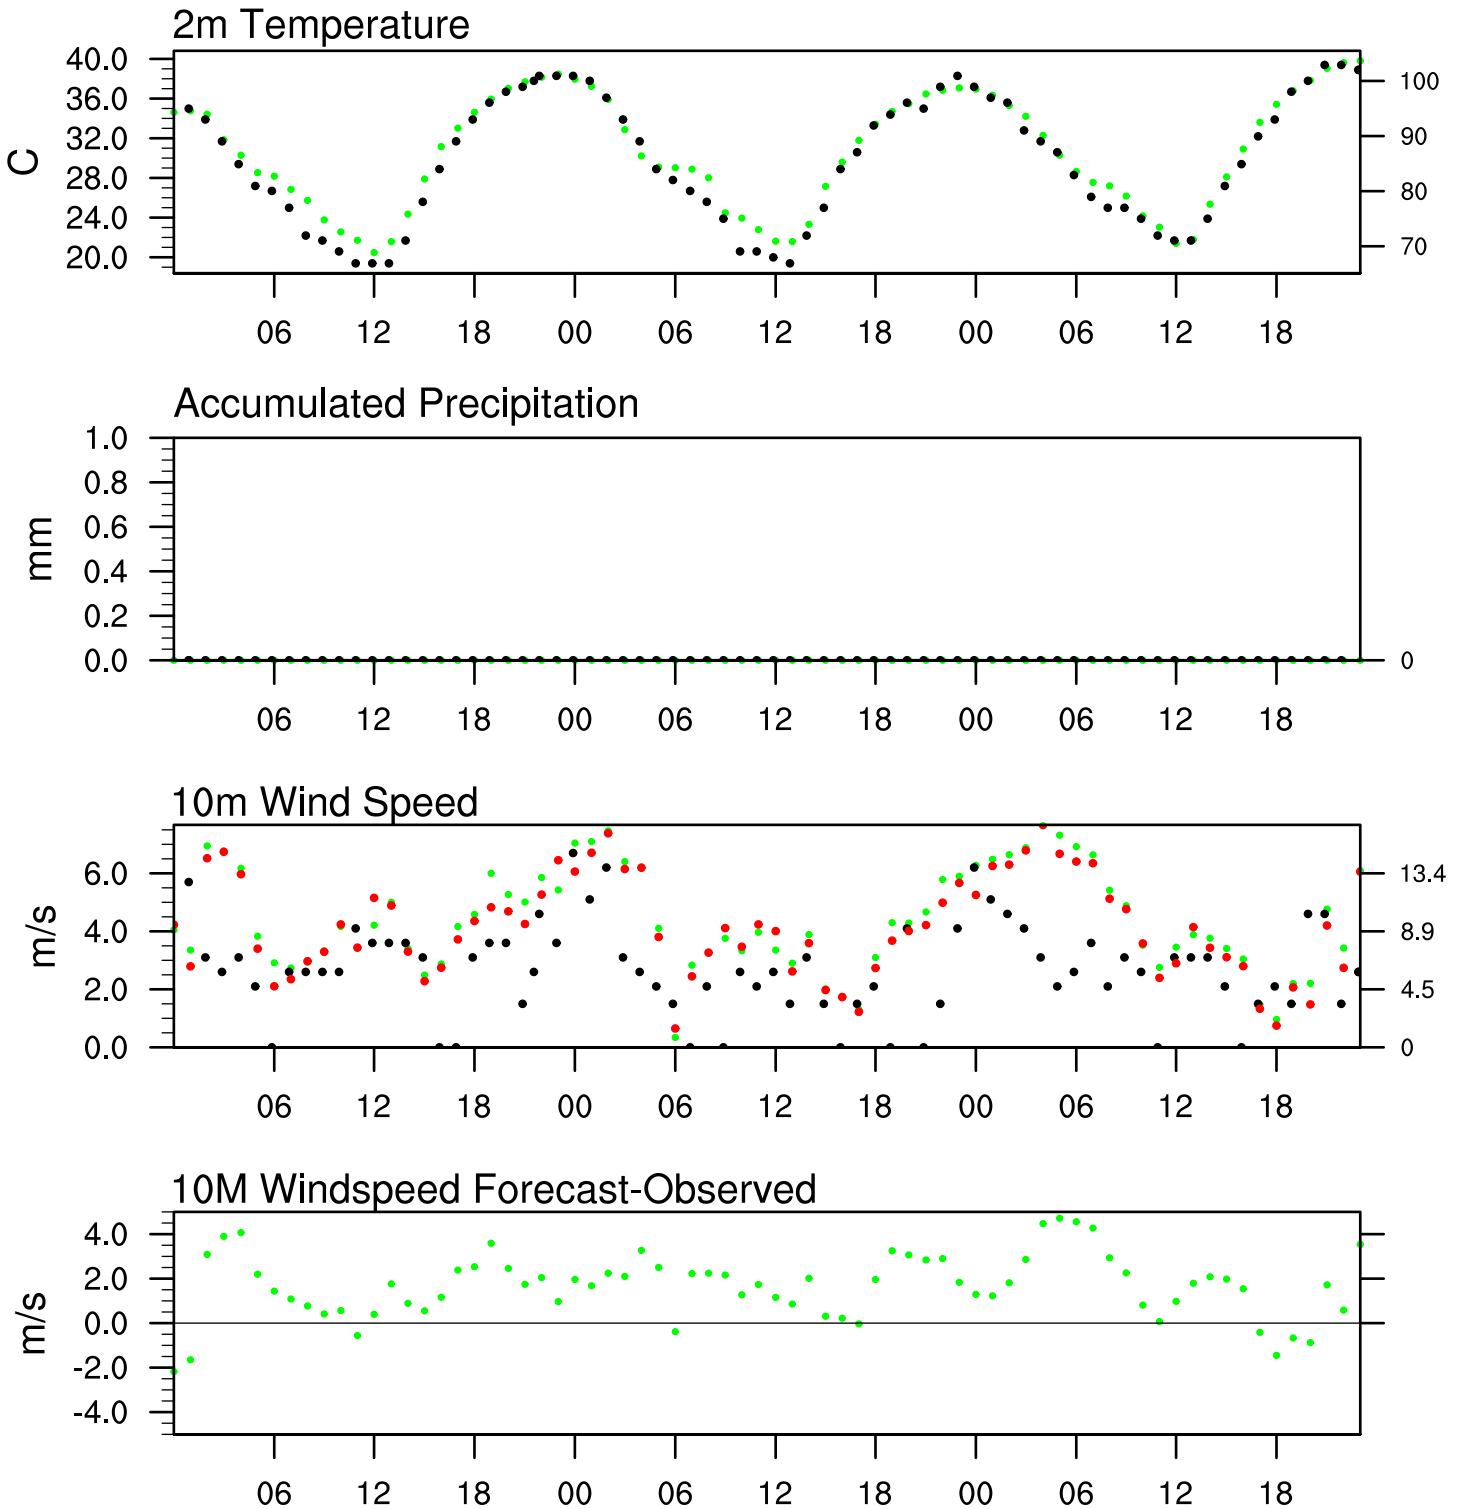 2m Temperature
40.0
36.0
32.0
28.0
24.0
20.0
C
100
90
80
70
06 12 18 00 06 12 18 00 06 12 18
Accumulated Precipitation
1.0
0.8
0.6
0.4
0.2
0.0
mm
0
06 12 18 00 06 12 18 00 06 12 18
10m Wind Speed
6.0
4.0
2.0
0.0
m/s
13.4
8.9
4.5
0
06 12 18 00 06 12 18 00 06 12 18
10M Windspeed Forecast-Observed
4.0
2.0
0.0
-2.0
-4.0
m/s
06 12 18 00 06 12 18 00 06 12 18